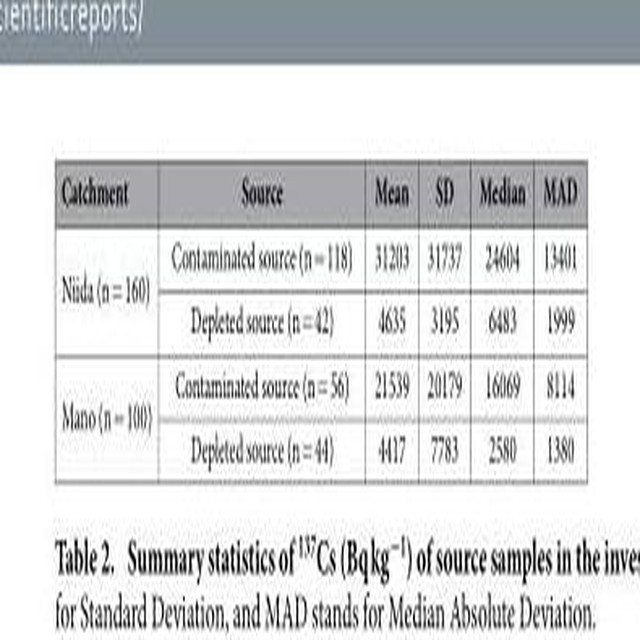 cientificreports/
Catchment Source Mean SD Median MAD
Niida (n = 160) Contaminated source (n = 118) 31203 31737 24604 13401
Depleted source (n = 42) 4635 3195 6483 1999
Mano (n = 100) Contaminated source (n = 56) 21539 20179 16069 8114
Depleted source (n = 44) 4417 7783 2580 1380
Table 2. Summary statistics of ¹³⁷Cs (Bq kg⁻¹) of source samples in the
for Standard Deviation, and MAD stands for Median Absolute Deviation.